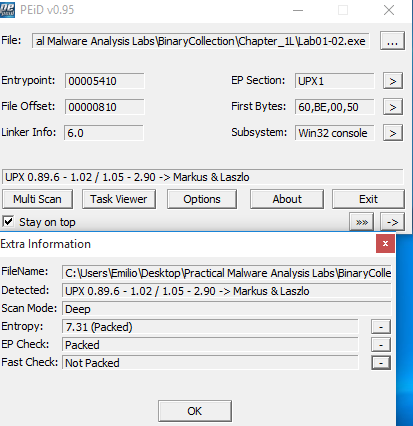 PEiD v0.95
File: al Malware Analysis Labs\BinaryCollection\Chapter_1L\Lab01-02.exe ...
Entrypoint: 00005410 EP Section: UPX1 >
File Offset: 00000810 First Bytes: 60,BE,00,50 >
Linker Info: 6.0 Subsystem: Win32 console >
UPX 0.89.6 - 1.02 / 1.05 - 2.90 -> Markus & Laszlo
Multi Scan Task Viewer Options About Exit
Stay on top »» ->
Extra Information x
FileName: C:\Users\Emilio\Desktop\Practical Malware Analysis Labs\BinaryColle
Detected: UPX 0.89.6 - 1.02 / 1.05 - 2.90 -> Markus & Laszlo
Scan Mode: Deep
Entropy: 7.31 (Packed) -
EP Check: Packed -
Fast Check: Not Packed -
OK